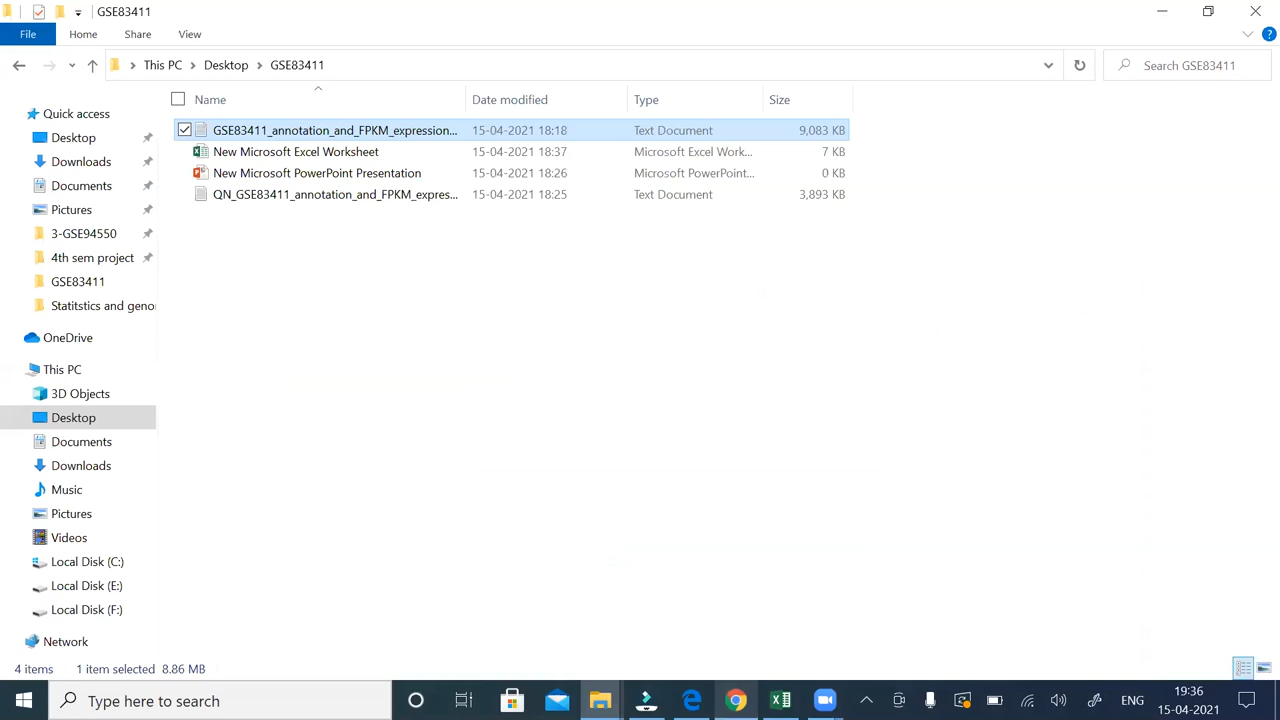 GSE83411
File Home Share View
This PC Desktop GSE83411 Search GSE83411
Name Date modified Type Size
GSE83411_annotation_and_FPKM_expression... 15-04-2021 18:18 Text Document 9,083 KB
New Microsoft Excel Worksheet 15-04-2021 18:37 Microsoft Excel Work... 7 KB
New Microsoft PowerPoint Presentation 15-04-2021 18:26 Microsoft PowerPoint... 0 KB
QN_GSE83411_annotation_and_FPKM_expres... 15-04-2021 18:25 Text Document 3,893 KB
Quick access
Desktop
Downloads
Documents
Pictures
3-GSE94550
4th sem project
GSE83411
Statitstics and geno
OneDrive
This PC
3D Objects
Desktop
Documents
Downloads
Music
Pictures
Videos
Local Disk (C:)
Local Disk (E:)
Local Disk (F:)
Network
4 items 1 item selected 8.86 MB
Type here to search
ENG
19:36
15-04-2021